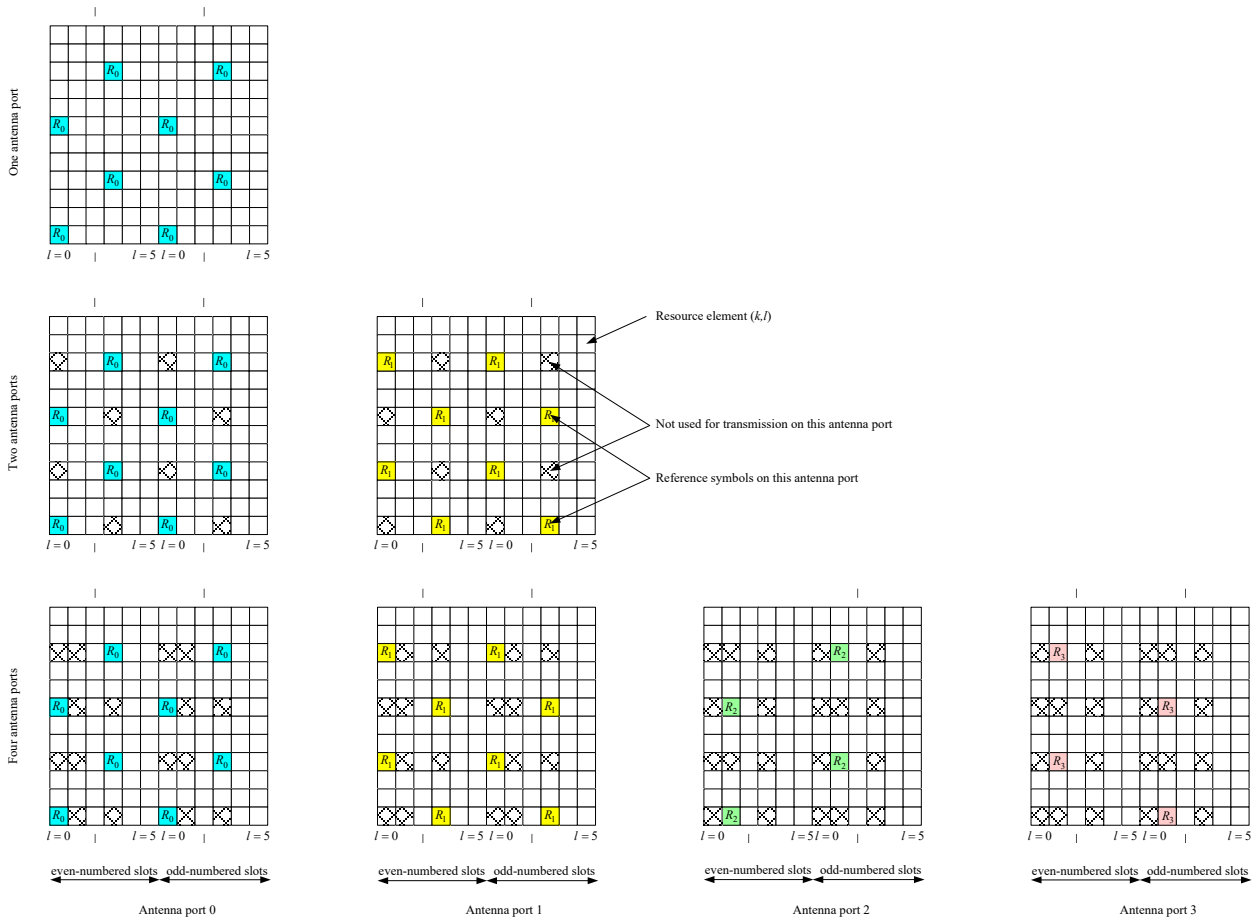 One antenna port
R0 R0
R0 R0
R0 R0
R0 R0
l = 0 l = 5 l = 0 l = 5
Two antenna ports
Resource element (k,l)
R0 R0 R1 R1
R0 R0 R1 R1
Not used for transmission on this antenna port
R0 R0 R1 R1
Reference symbols on this antenna port
R0 R0 R1 R1
l = 0 l = 5 l = 0 l = 5 l = 0 l = 5 l = 0 l = 5
Four antenna ports
R0 R0 R1 R1 R2 R3
R0 R0 R1 R1 R2 R3
R0 R0 R1 R1 R2 R3
R0 R0 R1 R1 R2 R3
l = 0 l = 5 l = 0 l = 5 l = 0 l = 5 l = 0 l = 5 l = 0 l = 5 l = 0 l = 5 l = 0 l = 5 l = 0 l = 5
even-numbered slots odd-numbered slots even-numbered slots odd-numbered slots even-numbered slots odd-numbered slots even-numbered slots odd-numbered slots
Antenna port 0 Antenna port 1 Antenna port 2 Antenna port 3